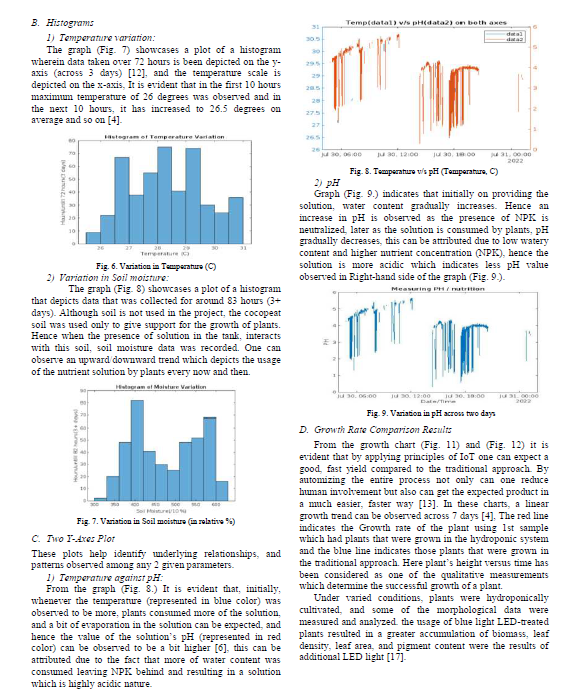 B. Histograms
1) Temperature variation:
The graph (Fig. 7) showcases a plot of a histogram
wherein data taken over 72 hours is been depicted on the y-
axis (across 3 days) [12], and the temperature scale is
depicted on the x-axis, It is evident that in the first 10 hours
maximum temperature of 26 degrees was observed and in
the next 10 hours, it has increased to 26.5 degrees on
average and so on [4].
Histogram of Temperature Variation
Temperature (C)
Fig. 6. Variation in Temperature (C)
2) Variation in Soil moisture:
The graph (Fig. 8) showcases a plot of a histogram
that depicts data that was collected for around 83 hours (3+
days). Although soil is not used in the project, the cocopeat
soil was used only to give support for the growth of plants.
Hence when the presence of solution in the tank, interacts
with this soil, soil moisture data was recorded. One can
observe an upward/downward trend which depicts the usage
of the nutrient solution by plants every now and then.
Histogram of Moisture Variation
Fig. 7. Variation in Soil moisture (in relative %)
C. Two Y-Axes Plot
These plots help identify underlying relationships, and
patterns observed among any 2 given parameters.
1) Temperature against pH:
From the graph (Fig. 8.) It is evident that, initially,
whenever the temperature (represented in blue color) was
observed to be more, plants consumed more of the solution,
and a bit of evaporation in the solution can be expected, and
hence the value of the solution's pH (represented in red
color) can be observed to be a bit higher [6], this can be
attributed due to the fact that more of water content was
consumed leaving NPK behind and resulting in a solution
which is highly acidic nature.
Temp(data1) v/s pH(data2) on both axes
data1
data2
31
30.5
30
29.5
29
28.5
28
27.5
27
26.5
26
Jul 30, 06:00 Jul 30, 12:00 Jul 30, 18:00 Jul 31, 00:00
2022
Fig. 8. Temperature v/s pH (Temperature, C)
2) pH
Graph (Fig. 9.) indicates that initially on providing the
solution, water content gradually increases. Hence an
increase in pH is observed as the presence of NPK is
neutralized, later as the solution is consumed by plants, pH
gradually decreases, this can be attributed due to low watery
content and higher nutrient concentration (NPK), hence the
solution is more acidic which indicates less pH value
observed in Right-hand side of the graph (Fig. 9.).
Measuring PH / nutrition
PH
Jul 30, 06:00 Jul 30, 12:00 Jul 30, 18:00 Jul 31, 00:00
Date/Time 2022
Fig. 9. Variation in pH across two days
D. Growth Rate Comparison Results
From the growth chart (Fig. 11) and (Fig. 12) it is
evident that by applying principles of IoT one can expect a
good, fast yield compared to the traditional approach. By
automizing the entire process not only can one reduce
human involvement but also can get the expected product in
a much easier, faster way [13]. In these charts, a linear
growth trend can be observed across 7 days [4], The red line
indicates the Growth rate of the plant using 1st sample
which had plants that were grown in the hydroponic system
and the blue line indicates those plants that were grown in
the traditional approach. Here plant's height versus time has
been considered as one of the qualitative measurements
which determine the successful growth of a plant.
Under varied conditions, plants were hydroponically
cultivated, and some of the morphological data were
measured and analyzed, the usage of blue light LED-treated
plants resulted in a greater accumulation of biomass, leaf
density, leaf area, and pigment content were the results of
additional LED light [17].